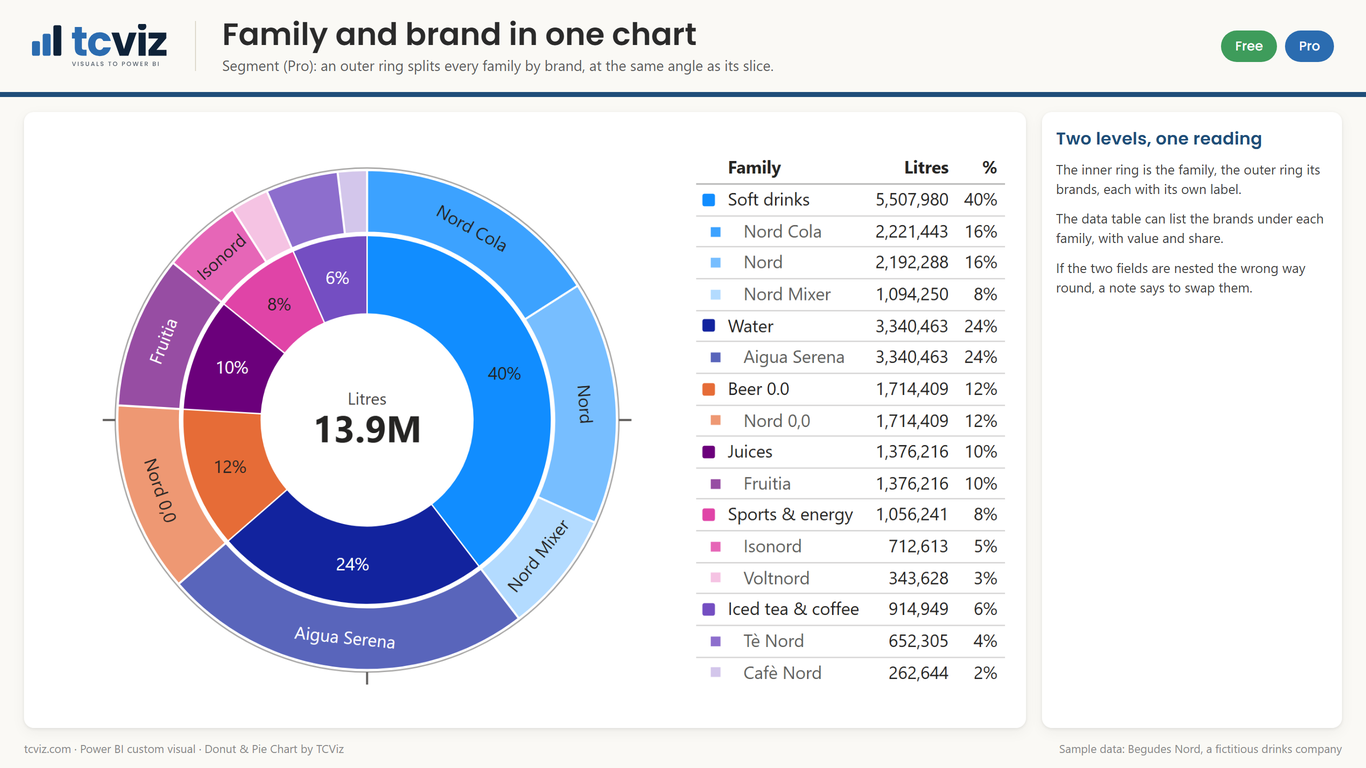 tcviz
VISUALS TO POWER BI
Family and brand in one chart
Segment (Pro): an outer ring splits every family by brand, at the same angle as its slice.
Free
Pro
Nord Cola
Nord
Nord Mixer
Aigua Serena
Nord 0,0
Fruitia
Isonord
40%
24%
12%
10%
8%
6%
Litres
13.9M
Family Litres %
Soft drinks 5,507,980 40%
Nord Cola 2,221,443 16%
Nord 2,192,288 16%
Nord Mixer 1,094,250 8%
Water 3,340,463 24%
Aigua Serena 3,340,463 24%
Beer 0.0 1,714,409 12%
Nord 0,0 1,714,409 12%
Juices 1,376,216 10%
Fruitia 1,376,216 10%
Sports & energy 1,056,241 8%
Isonord 712,613 5%
Voltnord 343,628 3%
Iced tea & coffee 914,949 6%
Tè Nord 652,305 4%
Cafè Nord 262,644 2%
Two levels, one reading
The inner ring is the family, the outer ring its
brands, each with its own label.
The data table can list the brands under each
family, with value and share.
If the two fields are nested the wrong way
round, a note says to swap them.
tcviz.com · Power BI custom visual · Donut & Pie Chart by TCViz
Sample data: Begudes Nord, a fictitious drinks company